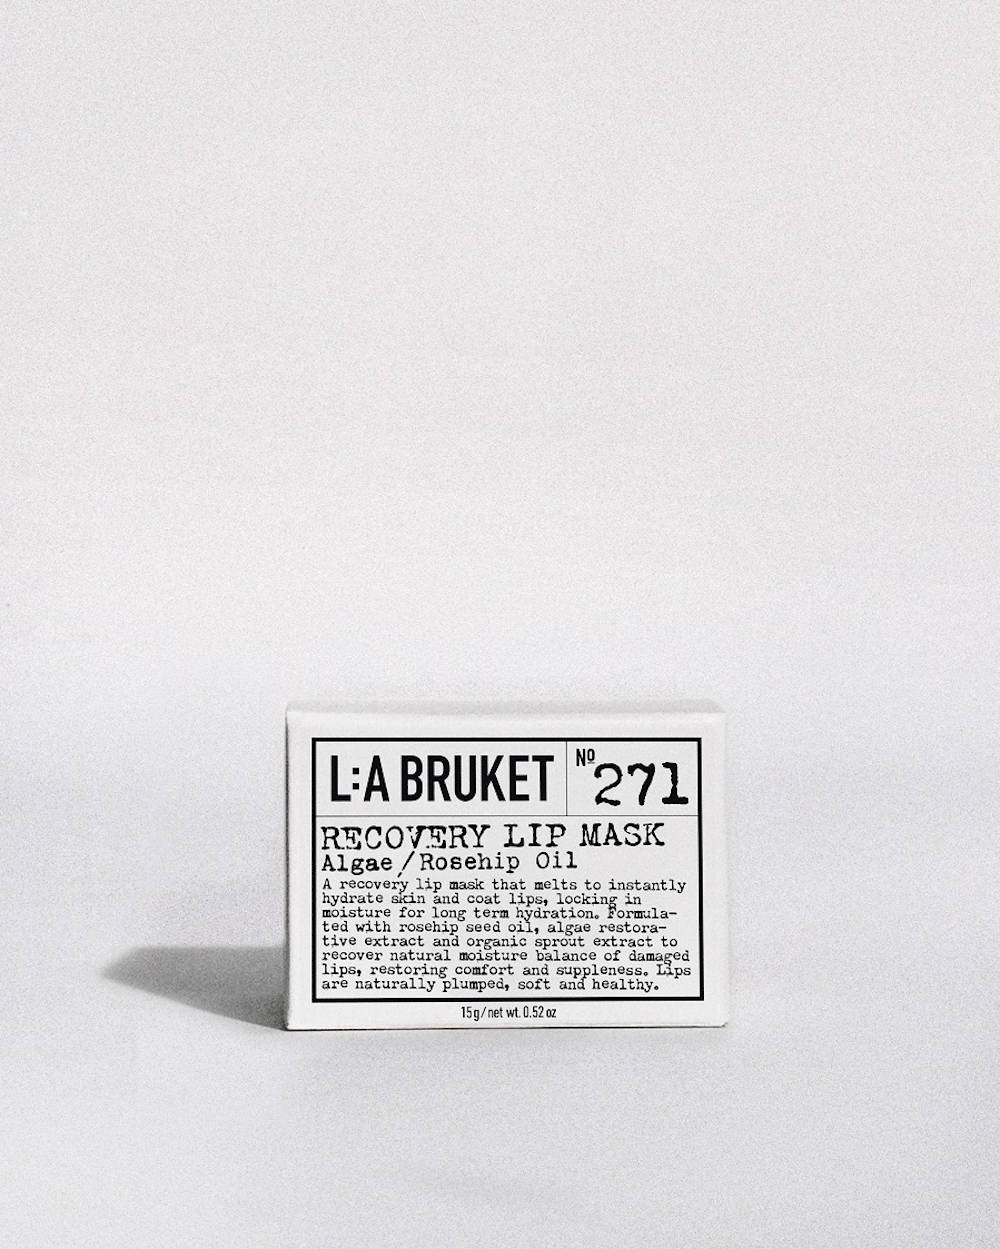 L:A BRUKET
Nº 271
RECOVERY LIP MASK
Algae/Rosehip Oil
A recovery lip mask that melts to instantly
hydrate skin and coat lips, locking in
moisture for long term hydration. Formula-
ted with rosehip seed oil, algae restora-
tive extract and organic sprout extract to
recover natural moisture balance of damaged
lips, restoring comfort and suppleness. Lips
are naturally plumped, soft and healthy.
15g/net wt. 0.52 oz